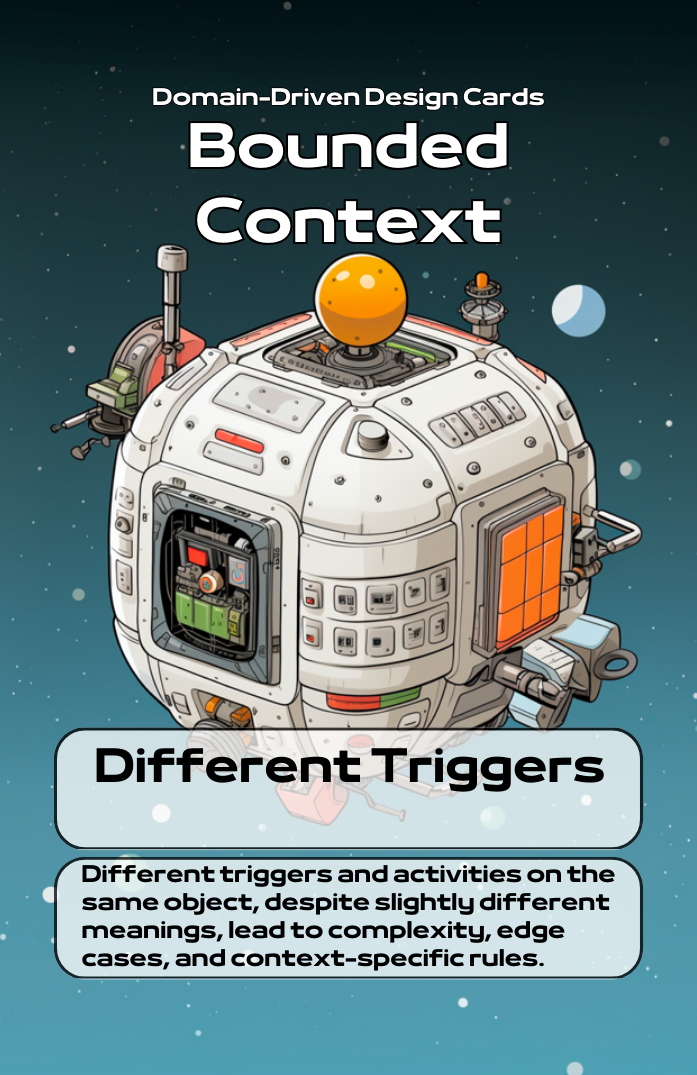 Domain-Driven Design Cards
Bounded
Context
Different Triggers
Different triggers and activities on the
same object, despite slightly different
meanings, lead to complexity, edge
cases, and context-specific rules.